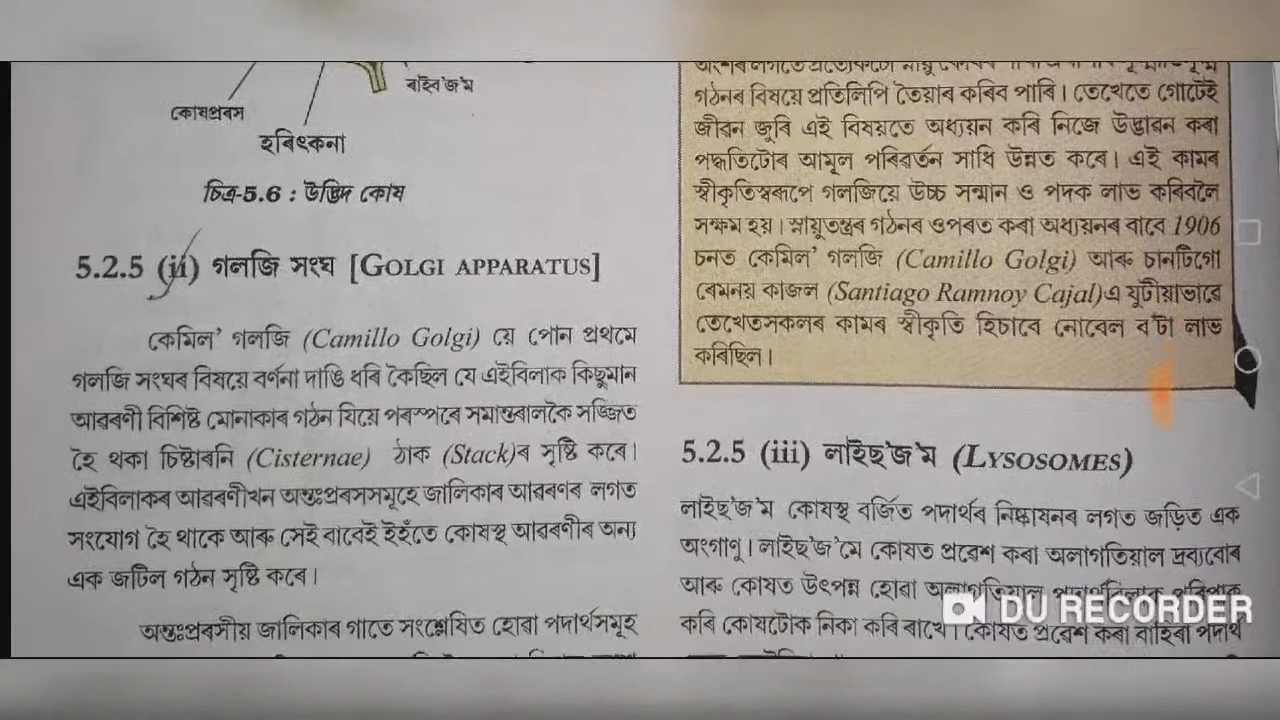 ৰাইব'জ'ম
কোষপ্ৰৰস
হৰিৎকনা
চিত্ৰ-5.6 : উদ্ভিদ কোষ
5.2.5 (ii) গলজি সংঘ [GOLGI APPARATUS]
কেমিল' গলজি (Camillo Golgi) য়ে পোন প্ৰথমে
গলজি সংঘৰ বিষয়ে বৰ্ণনা দাঙি ধৰি কৈছিল যে এইবিলাক কিছুমান
আৱৰণী বিশিষ্ট মোনাকাৰ গঠন যিয়ে পৰস্পৰে সমান্তৰালকৈ সজ্জিত
হৈ থকা চিষ্টাৰনি (Cisternae) ঠাক (Stack)ৰ সৃষ্টি কৰে।
এইবিলাকৰ আৱৰণীখন অন্তঃপ্ৰৰসসমূহে জালিকাৰ আৱৰণৰ লগত
সংযোগ হৈ থাকে আৰু সেই বাবেই ইহঁতে কোষস্থ আৱৰণীৰ অন্য
এক জটিল গঠন সৃষ্টি কৰে।
অন্তঃপ্ৰৰসীয় জালিকাৰ গাতে সংশ্লেষিত হোৱা পদাৰ্থসমূহ
গঠনৰ বিষয়ে প্ৰতিলিপি তৈয়াৰ কৰিব পাৰি। তেখেতে গোটেই
জীৱন জুৰি এই বিষয়তে অধ্যয়ন কৰি নিজে উদ্ভাৱন কৰা
পদ্ধতিটোৰ আমূল পৰিৱৰ্তন সাধি উন্নত কৰে। এই কামৰ
স্বীকৃতিস্বৰূপে গলজিয়ে উচ্চ সন্মান ও পদক লাভ কৰিবলৈ
সক্ষম হয়। স্নায়ুতন্ত্ৰৰ গঠনৰ ওপৰত কৰা অধ্যয়নৰ বাবে 1906
চনত কেমিল' গলজি (Camillo Golgi) আৰু চানটিগো
ৰেমনয় কাজল (Santiago Ramnoy Cajal)এ যুটীয়াভাৱে
তেখেতসকলৰ কামৰ স্বীকৃতি হিচাবে নোবেল বঁটা লাভ
কৰিছিল।
5.2.5 (iii) লাইছ'জ'ম (LYSOSOMES)
লাইছ'জ'ম কোষস্থ বৰ্জিত পদাৰ্থৰ নিষ্কাষনৰ লগত জড়িত এক
অংগাণু। লাইছ'জ'মে কোষত প্ৰৱেশ কৰা অলাগতিয়াল দ্ৰব্যবোৰ
আৰু কোষত উৎপন্ন হোৱা অলাগতিয়াল পদাৰ্থবিলাক পৰিপাক
কৰি কোষটোক নিকা কৰি ৰাখে। কোষত প্ৰৱেশ কৰা বাহিৰা পদাৰ্থ
DU RECORDER